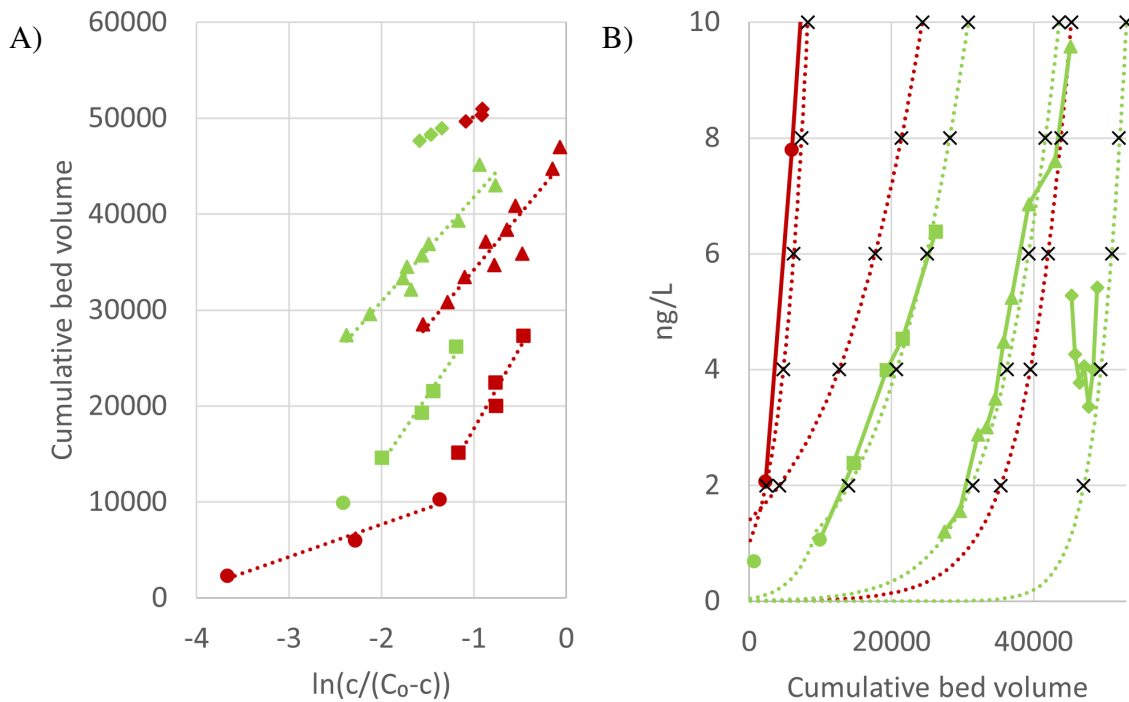 A)
60000
50000
40000
30000
20000
10000
0
Cumulative bed volume
-4 -3 -2 -1 0
ln(c/(C₀-c))
B)
10
8
6
4
2
0
ng/L
0 20000 40000
Cumulative bed volume